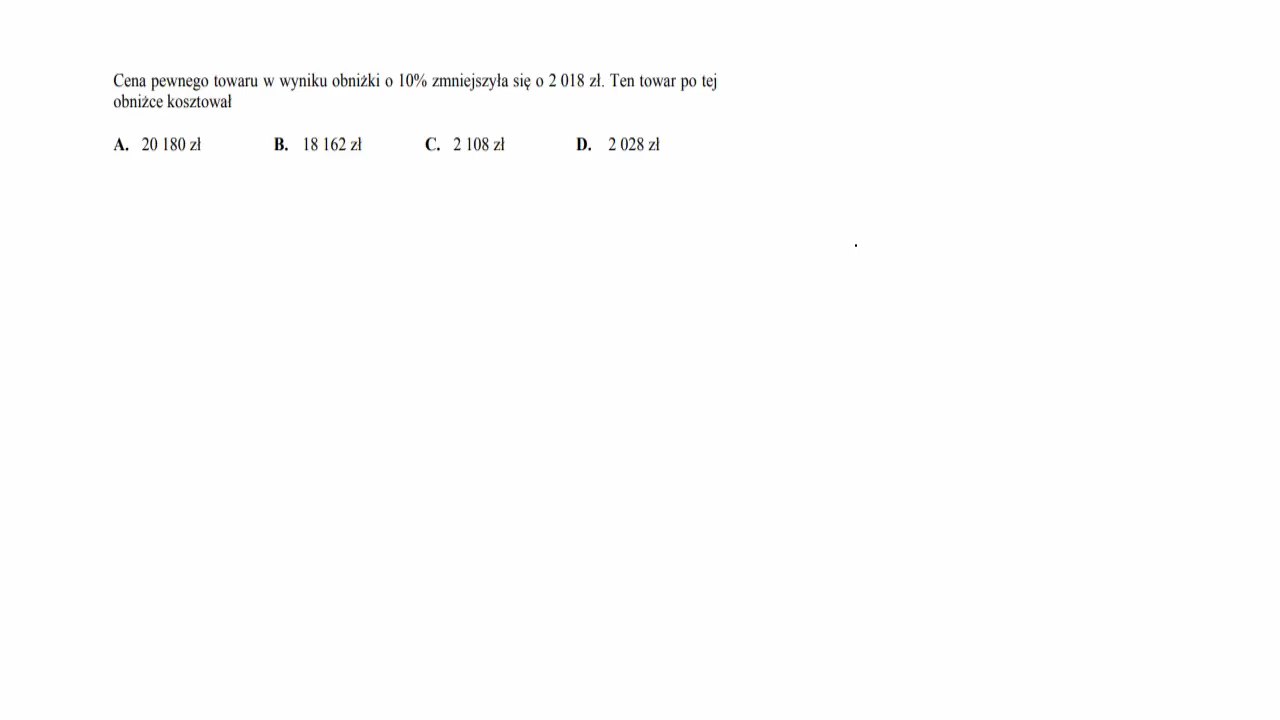 Cena pewnego towaru w wyniku obniżki o 10% zmniejszyła się o 2 018 zł. Ten towar po tej
obniżce kosztował
A. 20 180 zł B. 18 162 zł C. 2 108 zł D. 2 028 zł